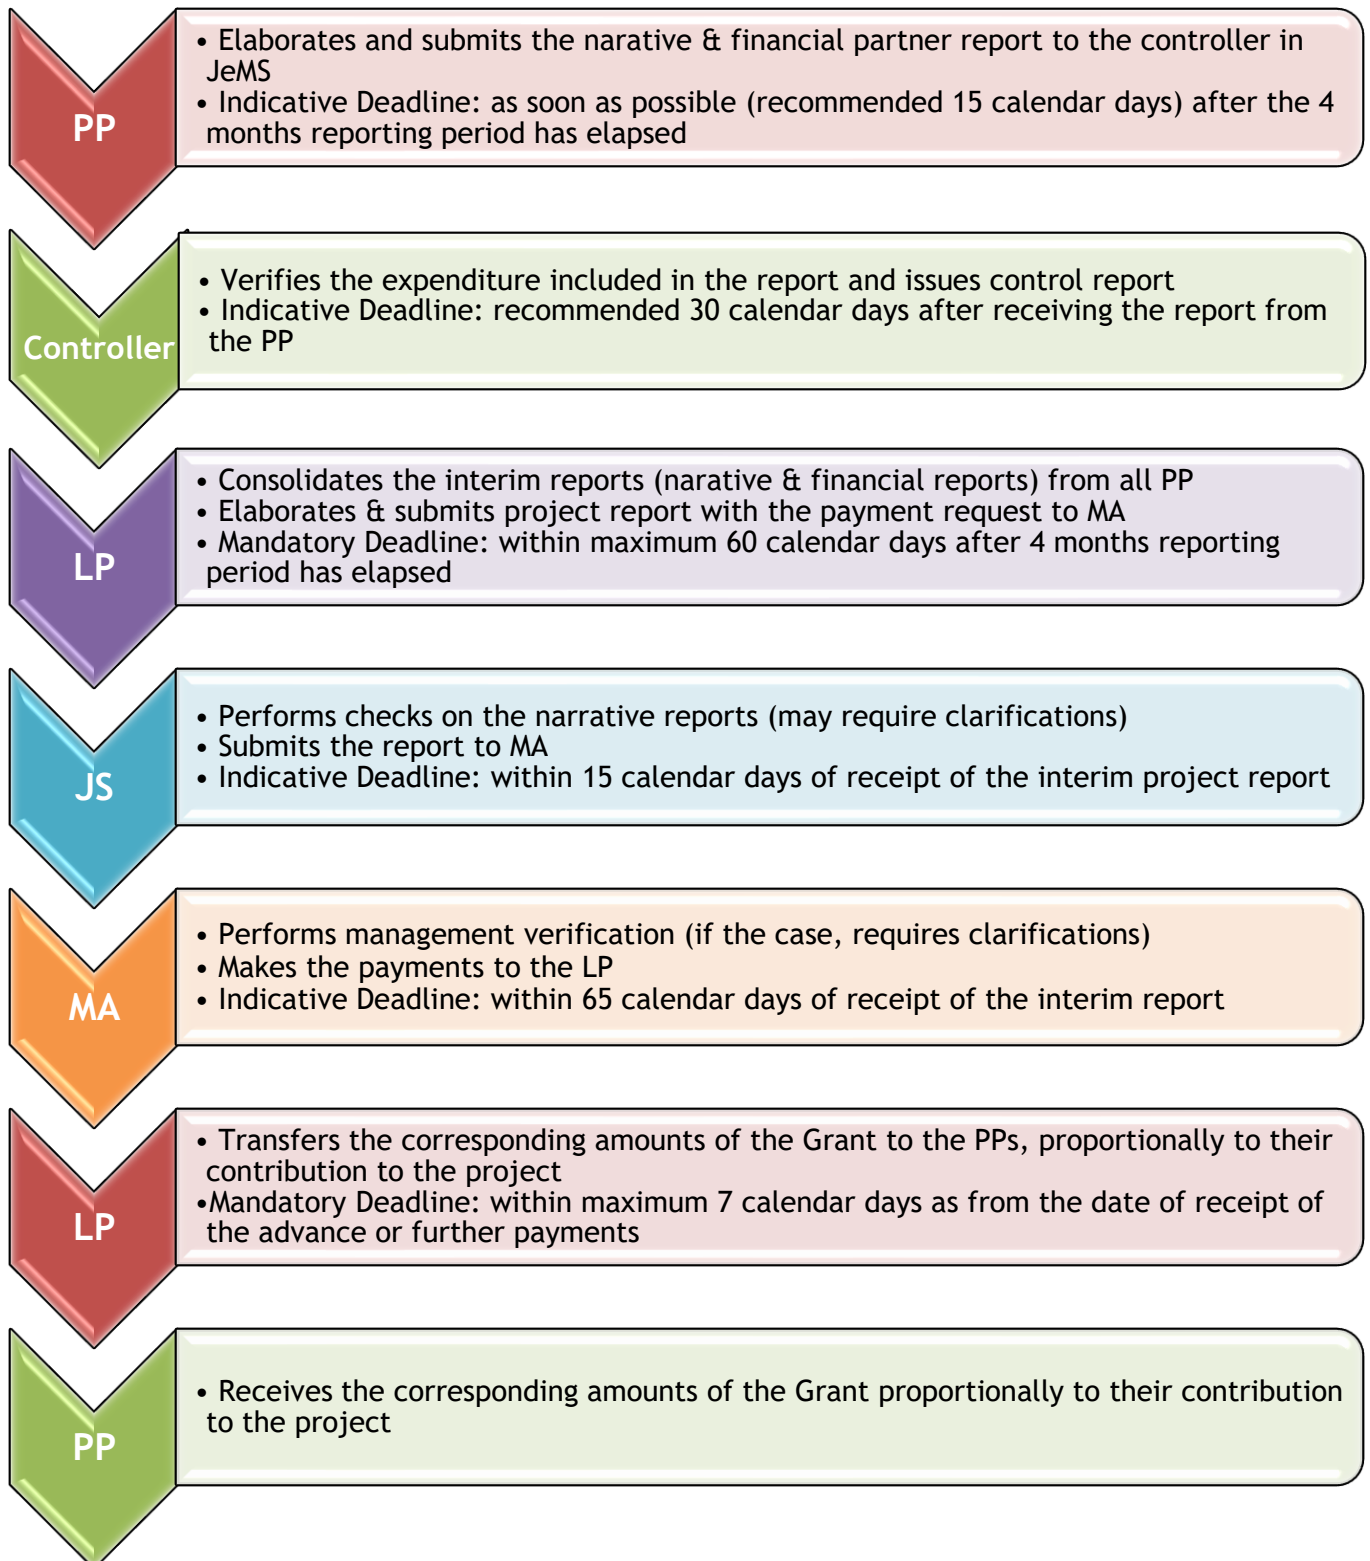 PP
• Elaborates and submits the narative & financial partner report to the controller in
JeMS
• Indicative Deadline: as soon as possible (recommended 15 calendar days) after the 4
months reporting period has elapsed
Controller
• Verifies the expenditure included in the report and issues control report
• Indicative Deadline: recommended 30 calendar days after receiving the report from
the PP
LP
• Consolidates the interim reports (narative & financial reports) from all PP
• Elaborates & submits project report with the payment request to MA
• Mandatory Deadline: within maximum 60 calendar days after 4 months reporting
period has elapsed
JS
• Performs checks on the narrative reports (may require clarifications)
• Submits the report to MA
• Indicative Deadline: within 15 calendar days of receipt of the interim project report
MA
• Performs management verification (if the case, requires clarifications)
• Makes the payments to the LP
• Indicative Deadline: within 65 calendar days of receipt of the interim report
LP
• Transfers the corresponding amounts of the Grant to the PPs, proportionally to their
contribution to the project
•Mandatory Deadline: within maximum 7 calendar days as from the date of receipt of
the advance or further payments
PP
• Receives the corresponding amounts of the Grant proportionally to their contribution
to the project